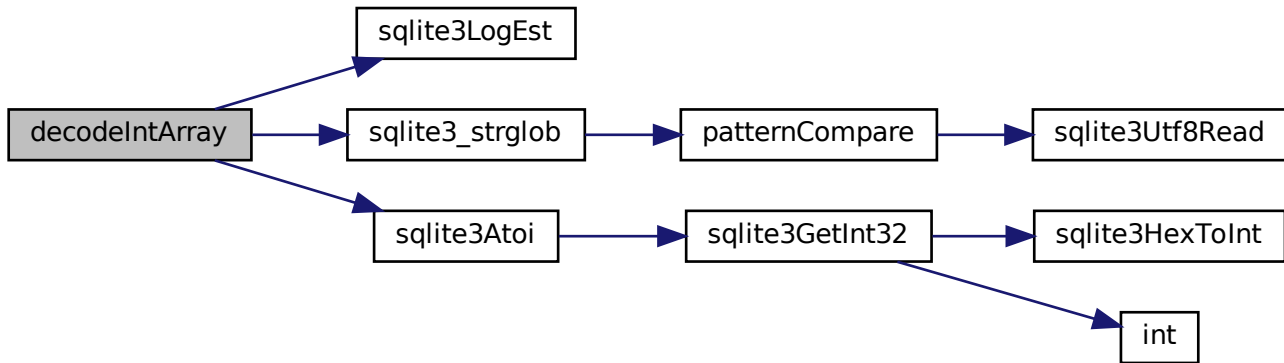 sqlite3LogEst
decodeIntArray
sqlite3_strglob
patternCompare
sqlite3Utf8Read
sqlite3Atoi
sqlite3GetInt32
sqlite3HexToInt
int